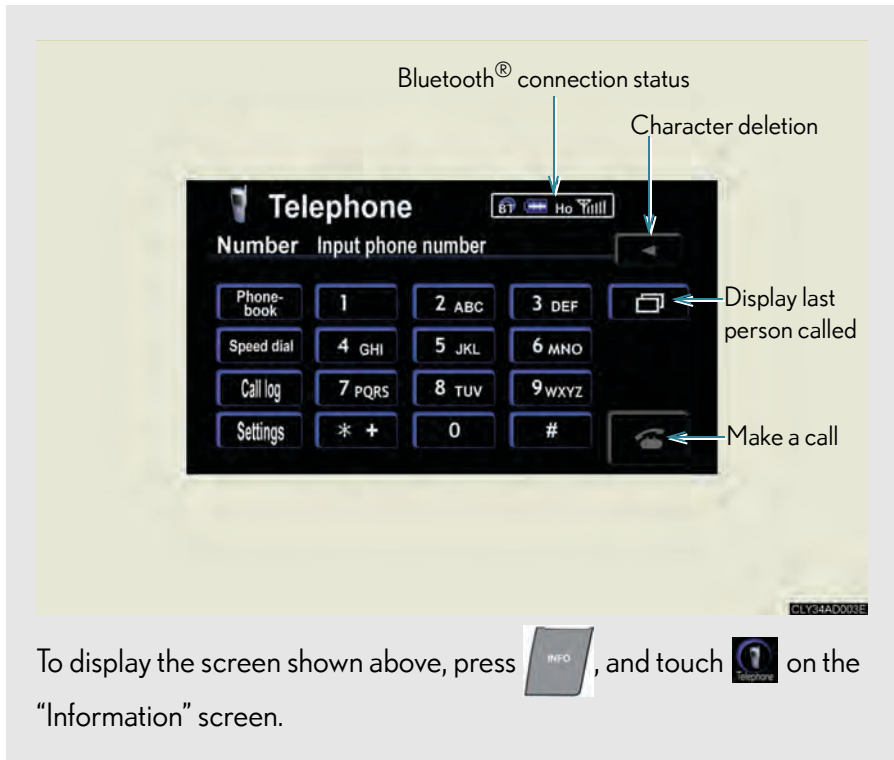 Bluetooth® connection status
Character deletion
Telephone
BT Ho
Number Input phone number
Phone-book 1 2 ABC 3 DEF
Display last person called
Speed dial 4 GHI 5 JKL 6 MNO
Call log 7 PQRS 8 TUV 9 WXYZ
Settings * + 0 #
Make a call
CLY34AD003E
To display the screen shown above, press INFO , and touch Telephone on the
“Information” screen.